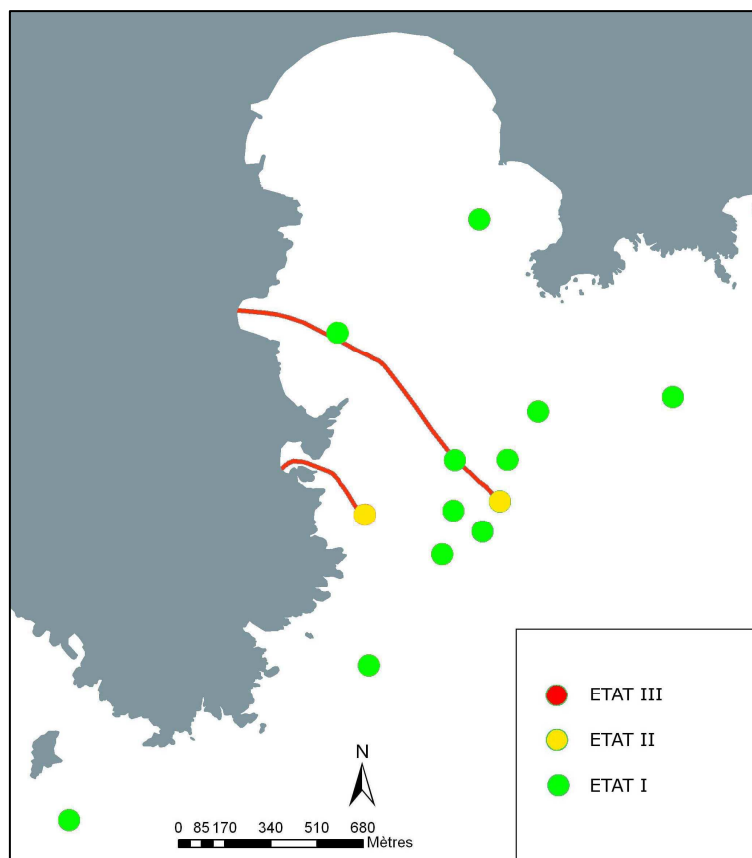 ETAT III
ETAT II
ETAT I
N
0 85 170 340 510 680
Mètres